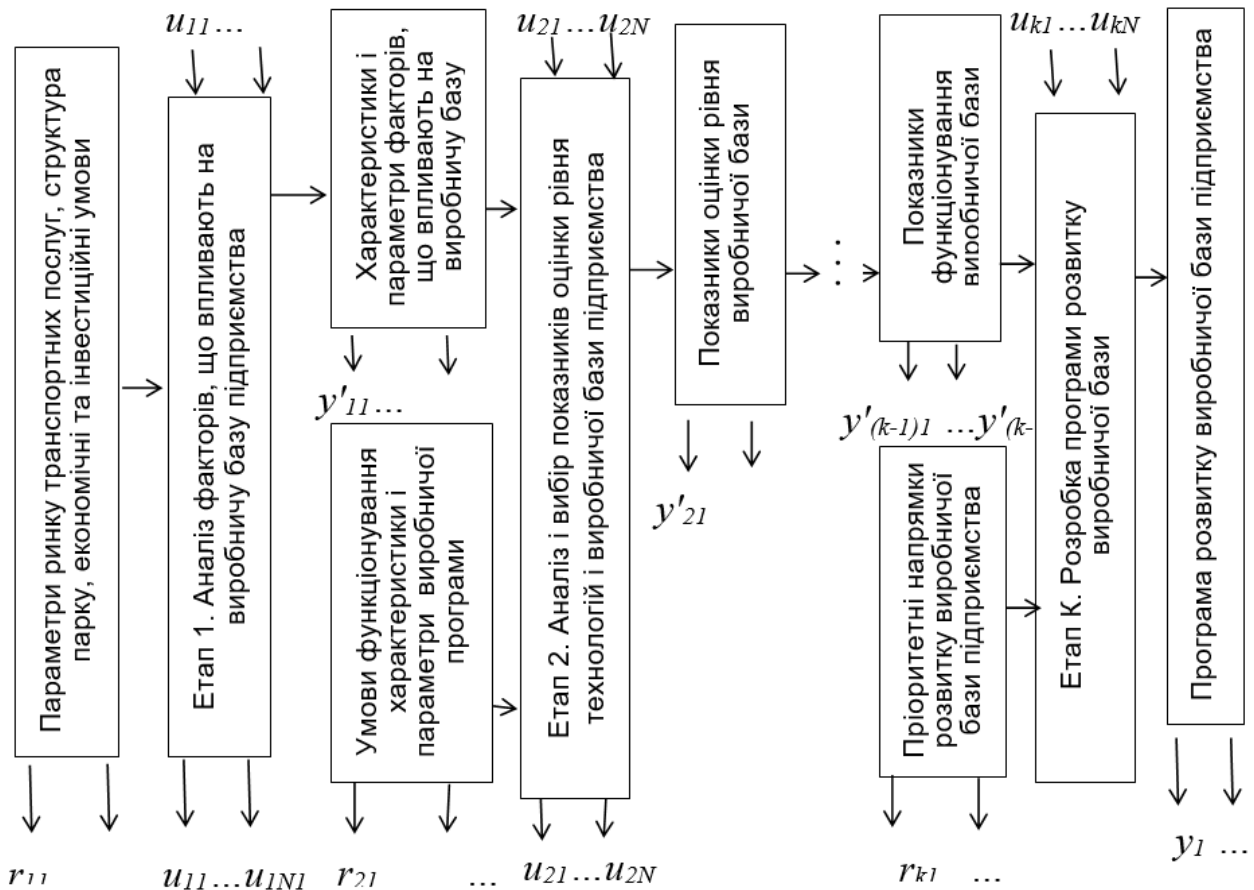 u11 ...
u21 ...u2N
uk1 ...ukN
Параметри ринку транспортних послуг, структура
парку, економічні та інвестиційні умови
Етап 1. Аналіз факторів, що впливають на
виробничу базу підприємства
Характеристики і
параметри факторів,
що впливають на
виробничу базу
y'11 ...
Умови функціонування
характеристики і
параметри виробничої
програми
Етап 2. Аналіз і вибір показників оцінки рівня
технологій і виробничої бази підприємства
Показники оцінки рівня
виробничої бази
y'21
...
Показники
функціонування
виробничої бази
y'(k-1)1 ...y'(k-
Пріоритетні напрямки
розвитку виробничої
бази підприємства
Етап К. Розробка програми розвитку
виробничої бази
Програма розвитку виробничої бази підприємства
r11
u11 ...u1N1
r21 ...
u21 ...u2N
rk1 ...
y1 ...